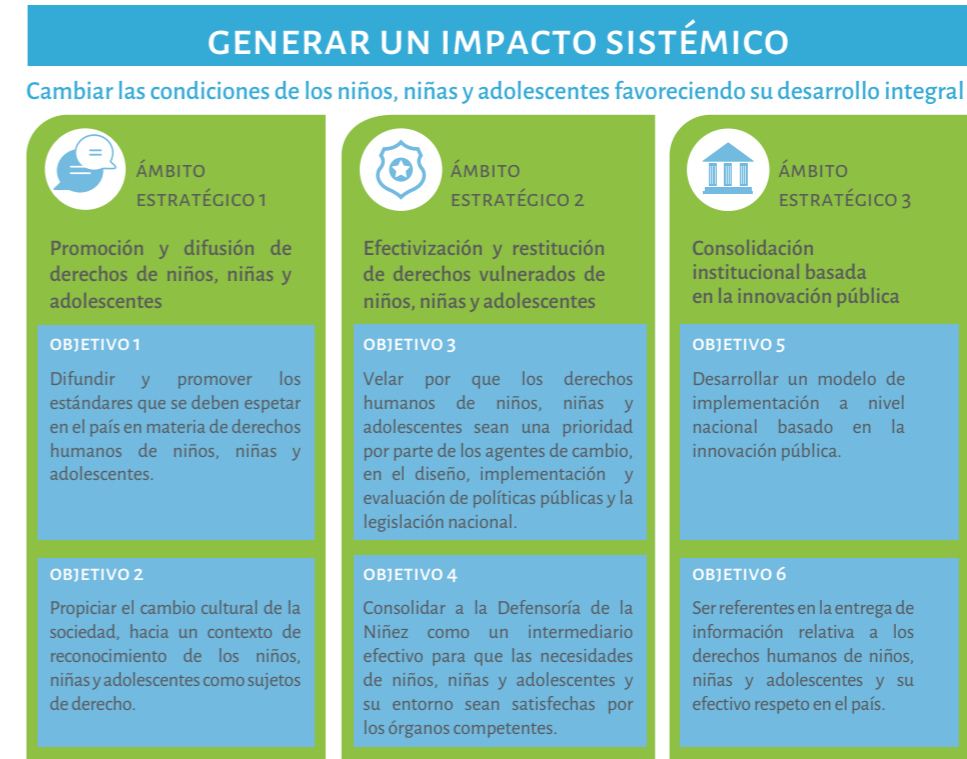 GENERAR UN IMPACTO SISTÉMICO
Cambiar las condiciones de los niños, niñas y adolescentes favoreciendo su desarrollo integral
ÁMBITO
ESTRATÉGICO 1
Promoción y difusión de
derechos de niños, niñas y
adolescentes
OBJETIVO 1
Difundir y promover los
estándares que se deben espetar
en el país en materia de derechos
humanos de niños, niñas y
adolescentes.
OBJETIVO 2
Propiciar el cambio cultural de la
sociedad, hacia un contexto de
reconocimiento de los niños,
niñas y adolescentes como sujetos
de derecho.
ÁMBITO
ESTRATÉGICO 2
Efectivización y restitución
de derechos vulnerados de
niños, niñas y adolescentes
OBJETIVO 3
Velar por que los derechos
humanos de niños, niñas y
adolescentes sean una prioridad
por parte de los agentes de cambio,
en el diseño, implementación y
evaluación de políticas públicas y la
legislación nacional.
OBJETIVO 4
Consolidar a la Defensoría de la
Niñez como un intermediario
efectivo para que las necesidades
de niños, niñas y adolescentes y
su entorno sean satisfechas por
los órganos competentes.
ÁMBITO
ESTRATÉGICO 3
Consolidación
institucional basada
en la innovación pública
OBJETIVO 5
Desarrollar un modelo de
implementación a nivel
nacional basado en la
innovación pública.
OBJETIVO 6
Ser referentes en la entrega de
información relativa a los
derechos humanos de niños,
niñas y adolescentes y su
efectivo respeto en el país.